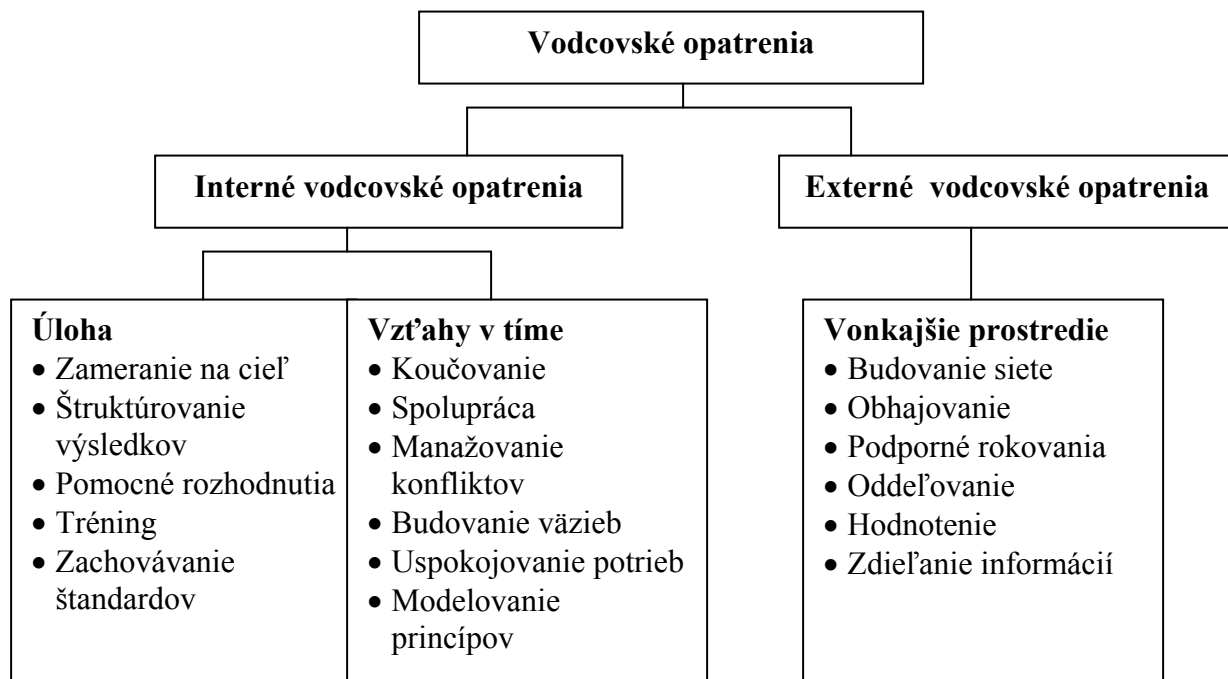 Vodcovské opatrenia
Interné vodcovské opatrenia
Externé vodcovské opatrenia
Úloha
• Zameranie na cieľ
• Štruktúrovanie
výsledkov
• Pomocné rozhodnutia
• Tréning
• Zachovávanie
štandardov
Vzťahy v tíme
• Koučovanie
• Spolupráca
• Manažovanie
konfliktov
• Budovanie väzieb
• Uspokojovanie potrieb
• Modelovanie
princípov
Vonkajšie prostredie
• Budovanie siete
• Obhajovanie
• Podporné rokovania
• Oddeľovanie
• Hodnotenie
• Zdieľanie informácií